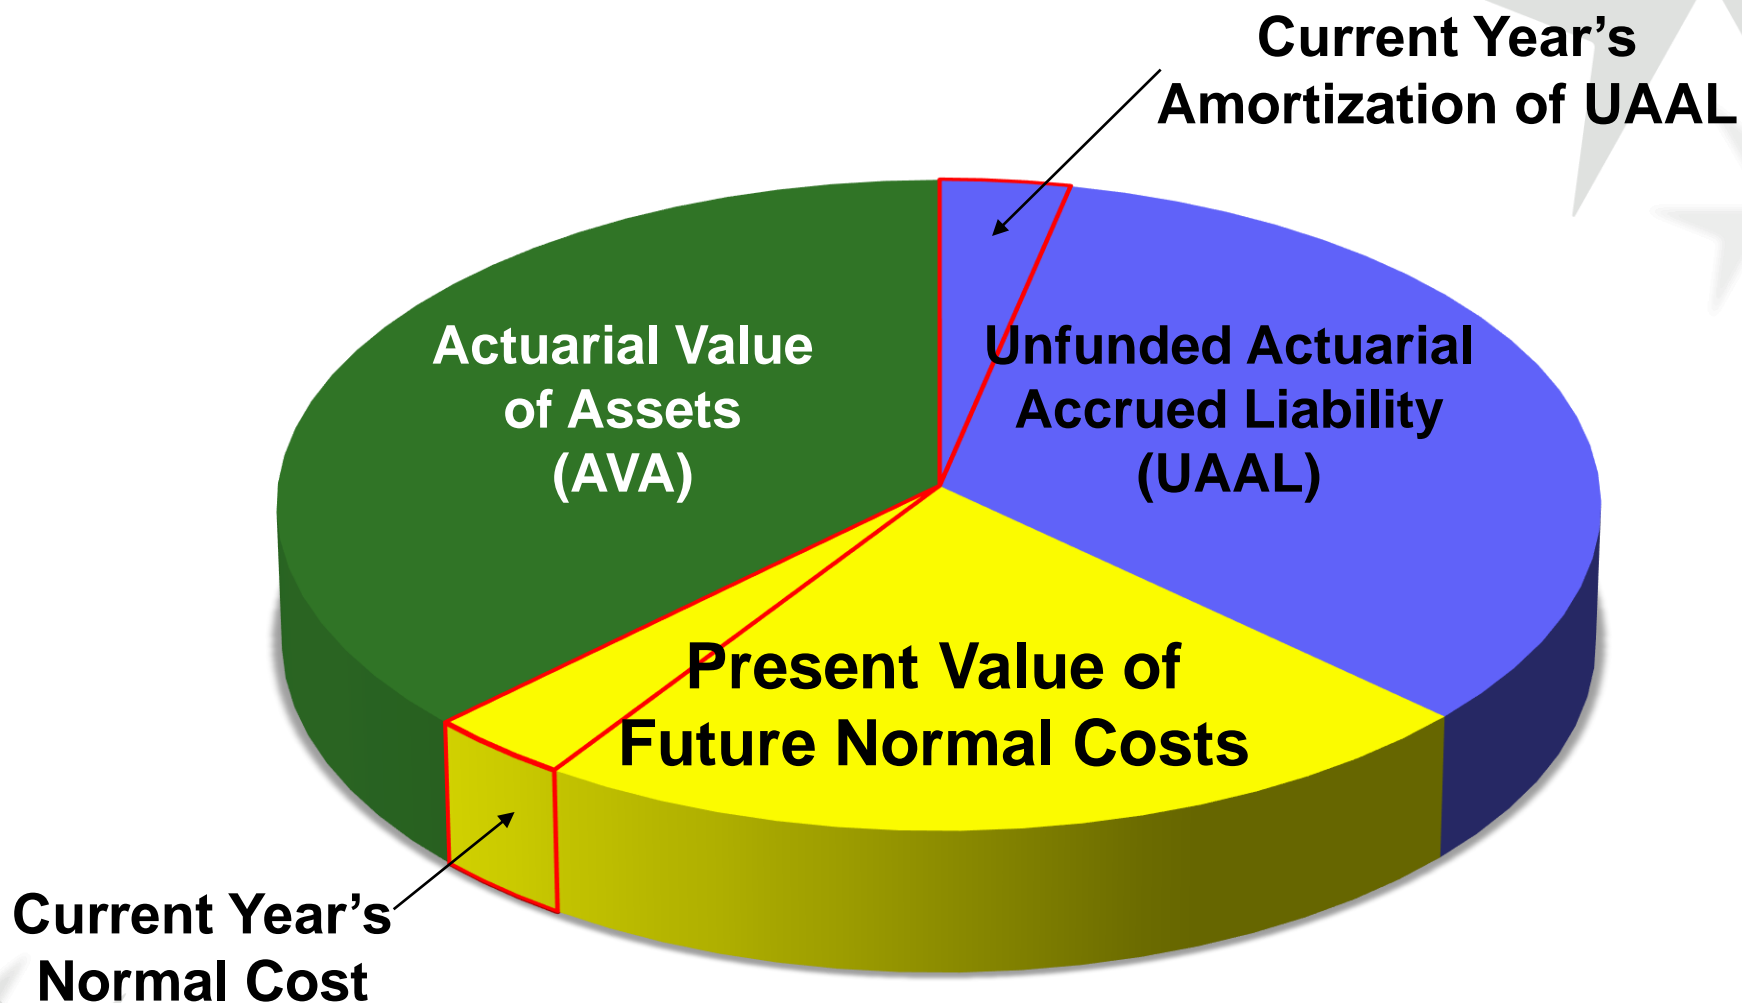 Current Year’s
Amortization of UAAL
Actuarial Value
of Assets
(AVA)
Unfunded Actuarial
Accrued Liability
(UAAL)
Present Value of
Future Normal Costs
Current Year’s
Normal Cost